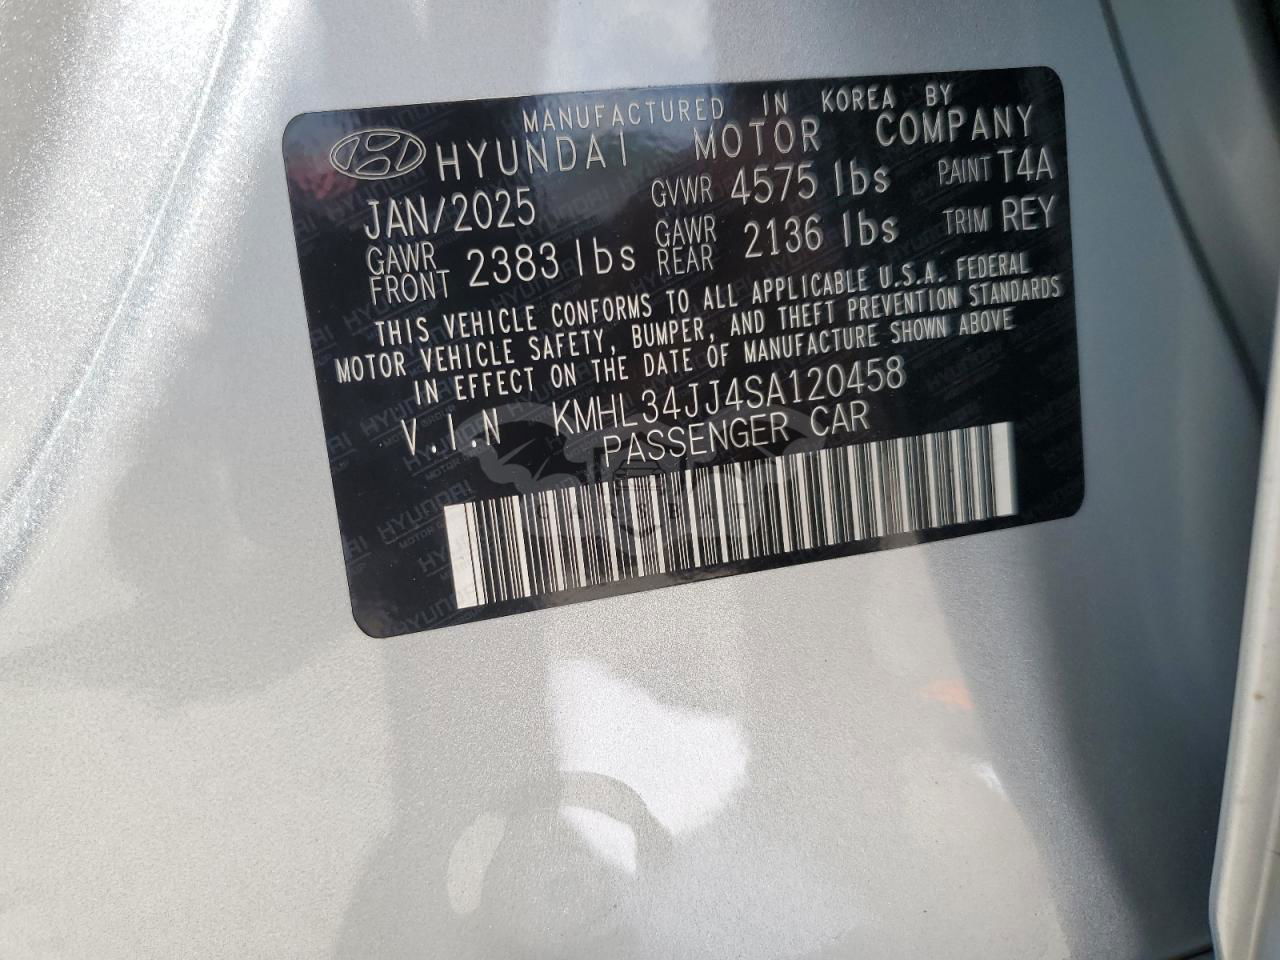 MANUFACTURED IN KOREA BY
HYUNDAI MOTOR COMPANY
JAN/2025 GVWR 4575 lbs PAINT T4A
GAWR FRONT 2383 lbs GAWR REAR 2136 lbs TRIM REY
THIS VEHICLE CONFORMS TO ALL APPLICABLE U.S.A. FEDERAL
MOTOR VEHICLE SAFETY, BUMPER, AND THEFT PREVENTION STANDARDS
IN EFFECT ON THE DATE OF MANUFACTURE SHOWN ABOVE
V.I.N KMHL34JJ4SA120458
PASSENGER CAR